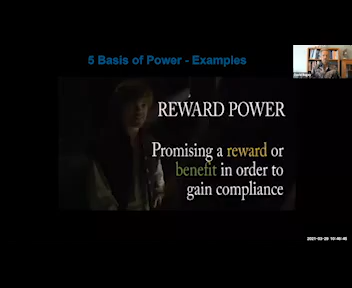 5 Basis of Power - Examples
REWARD POWER
Promising a reward or
benefit in order to
gain compliance